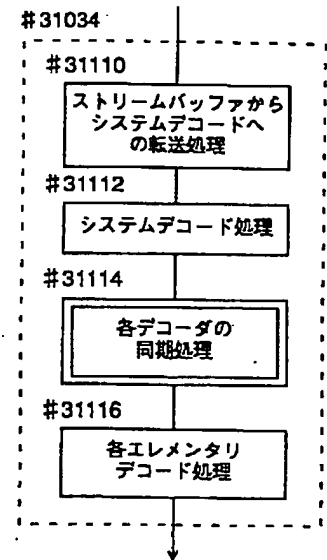 #31034
#31110
ストリームバッファから
システムデコードへ
の転送処理
#31112
システムデコード処理
#31114
各デコーダの
同期処理
#31116
各エレメンタリ
デコード処理